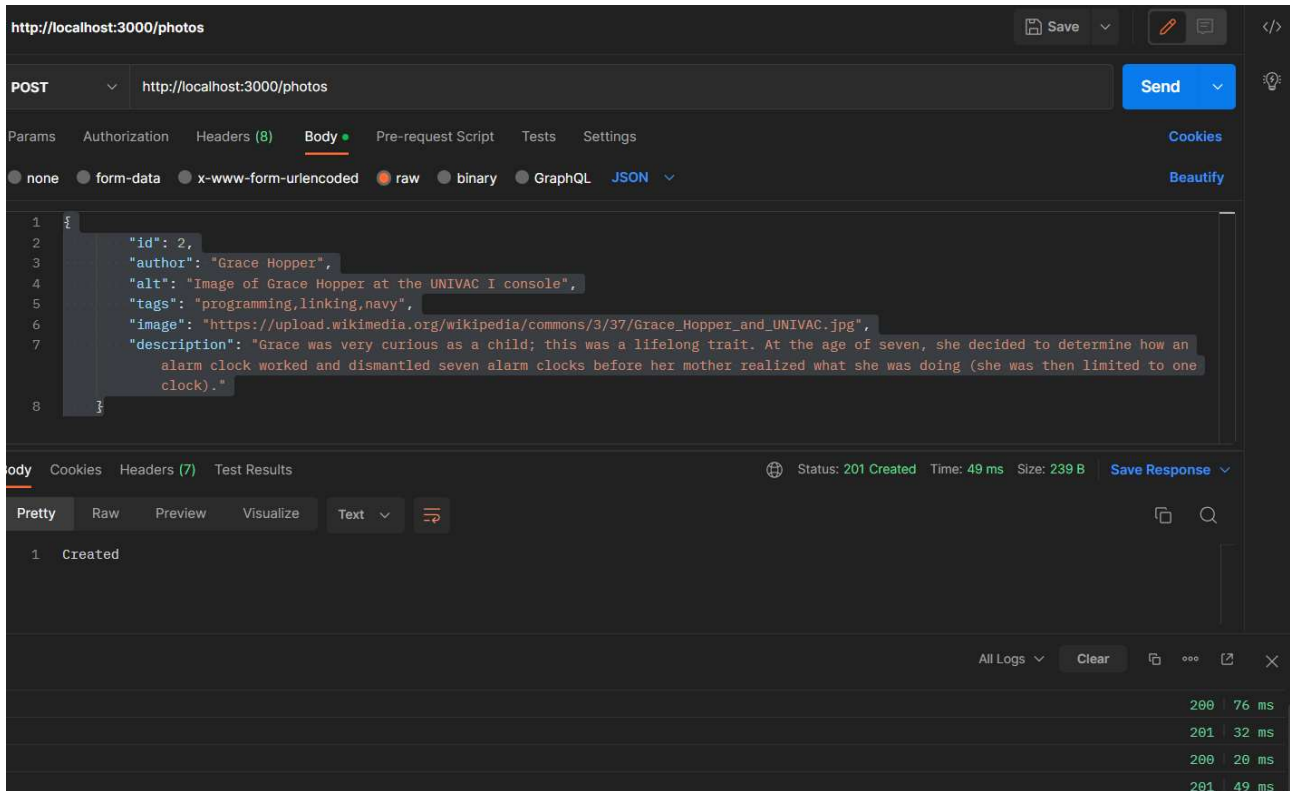 http://localhost:3000/photos
Save
POST http://localhost:3000/photos Send
Params Authorization Headers (8) Body Pre-request Script Tests Settings Cookies
none form-data x-www-form-urlencoded raw binary GraphQL JSON Beautify
1 {
2 "id": 2,
3 "author": "Grace Hopper",
4 "alt": "Image of Grace Hopper at the UNIVAC I console",
5 "tags": "programming,linking,navy",
6 "image": "https://upload.wikimedia.org/wikipedia/commons/3/37/Grace_Hopper_and_UNIVAC.jpg",
7 "description": "Grace was very curious as a child; this was a lifelong trait. At the age of seven, she decided to determine how an
alarm clock worked and dismantled seven alarm clocks before her mother realized what she was doing (she was then limited to one
clock)."
8 }
Body Cookies Headers (7) Test Results Status: 201 Created Time: 49 ms Size: 239 B Save Response
Pretty Raw Preview Visualize Text
1 Created
All Logs Clear
200 76 ms
201 32 ms
200 20 ms
201 49 ms